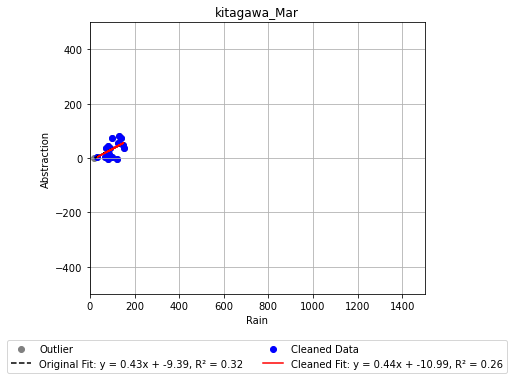 kitagawa_Mar
400
200
0
−200
−400
Abstraction
0 200 400 600 800 1000 1200 1400
Rain
Outlier
Original Fit: y = 0.43x + -9.39, R² = 0.32
Cleaned Data
Cleaned Fit: y = 0.44x + -10.99, R² = 0.26